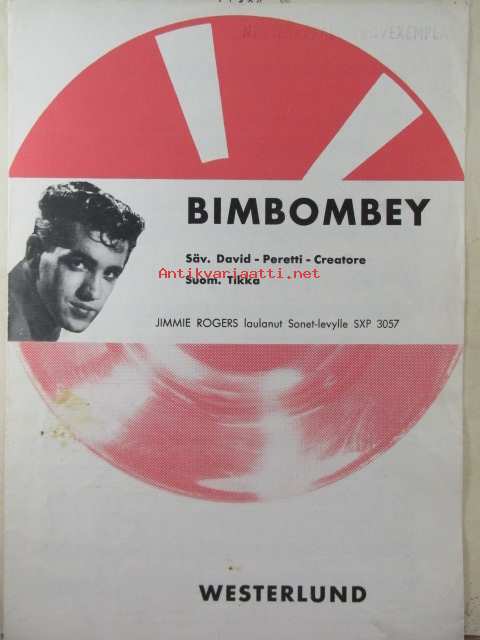 BIMBOMBEY
Säv. David - Peretti - Creatore
Antikvariaatti.net
Suom. Tikka
JIMMIE ROGERS laulanut Sonet-levylle SXP 3057
WESTERLUND